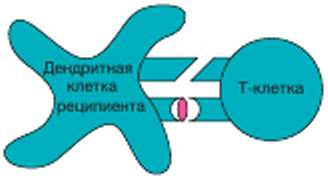 Дендритная
клетка
реципиента
Т-клетка